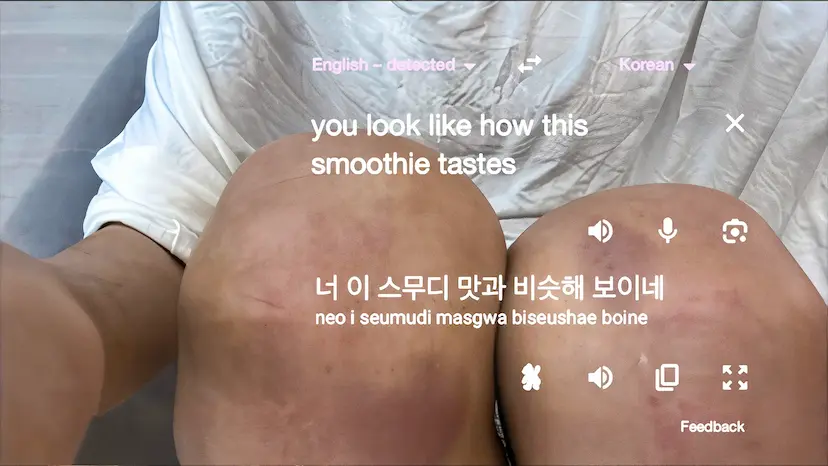 English – detected
Korean
you look like how this
smoothie tastes
너 이 스무디 맛과 비슷해 보이네
neo i seumudi masgwa biseushae boine
Feedback